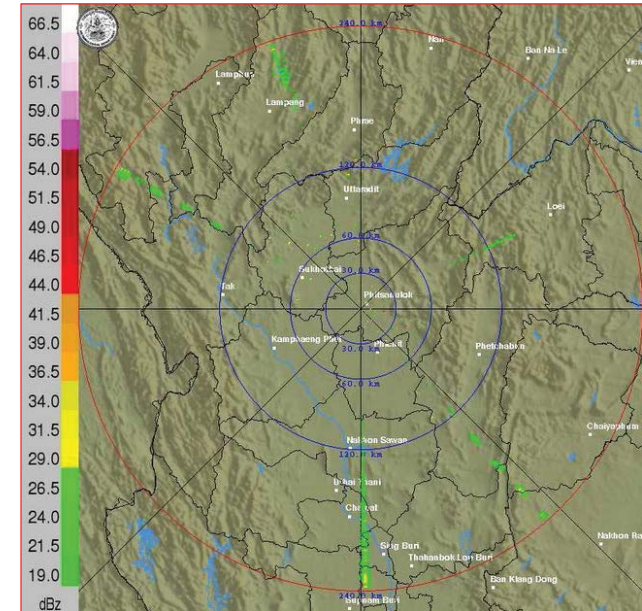 66.5
64.0
61.5
59.0
56.5
54.0
51.5
49.0
46.5
44.0
41.5
39.0
36.5
34.0
31.5
29.0
26.5
24.0
21.5
19.0
dBz
240.0 km
Nan
Ban Na Le
Vien
Lamphun
Lampang
Phrae
120.0 km
Uttaradit
Loei
60.0 km
30.0 km
Sukhothai
Tak
Phitsanulok
Kamphaeng Phet
30.0 km
Phichit
Phetchabun
60.0 km
Chaiyaphum
Nakhon Sawan
120.0 km
Uthai Thani
Chainat
Nakhon Ra
Sing Buri
Thahanbok Lop Buri
Ban Klang Dong
240.0 km
Suphan Buri